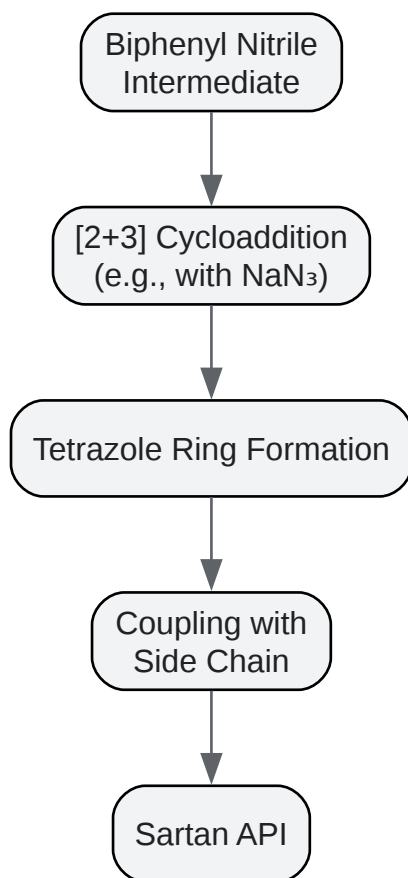 Biphenyl Nitrile
Intermediate
[2+3] Cycloaddition
(e.g., with NaN₃)
Tetrazole Ring Formation
Coupling with
Side Chain
Sartan API